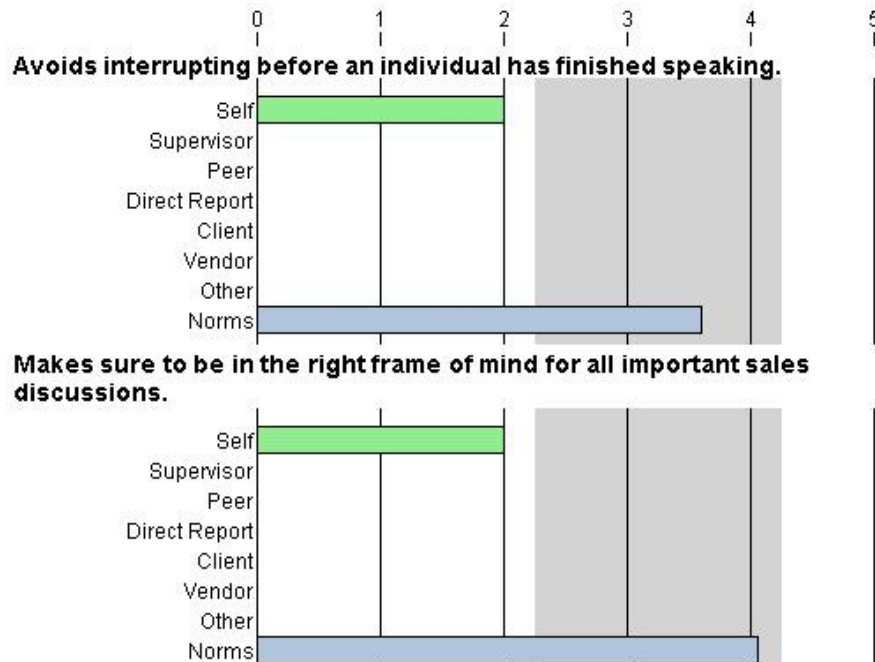 0 1 2 3 4 5
Avoids interrupting before an individual has finished speaking.
Self
Supervisor
Peer
Direct Report
Client
Vendor
Other
Norms
Makes sure to be in the right frame of mind for all important sales
discussions.
Self
Supervisor
Peer
Direct Report
Client
Vendor
Other
Norms